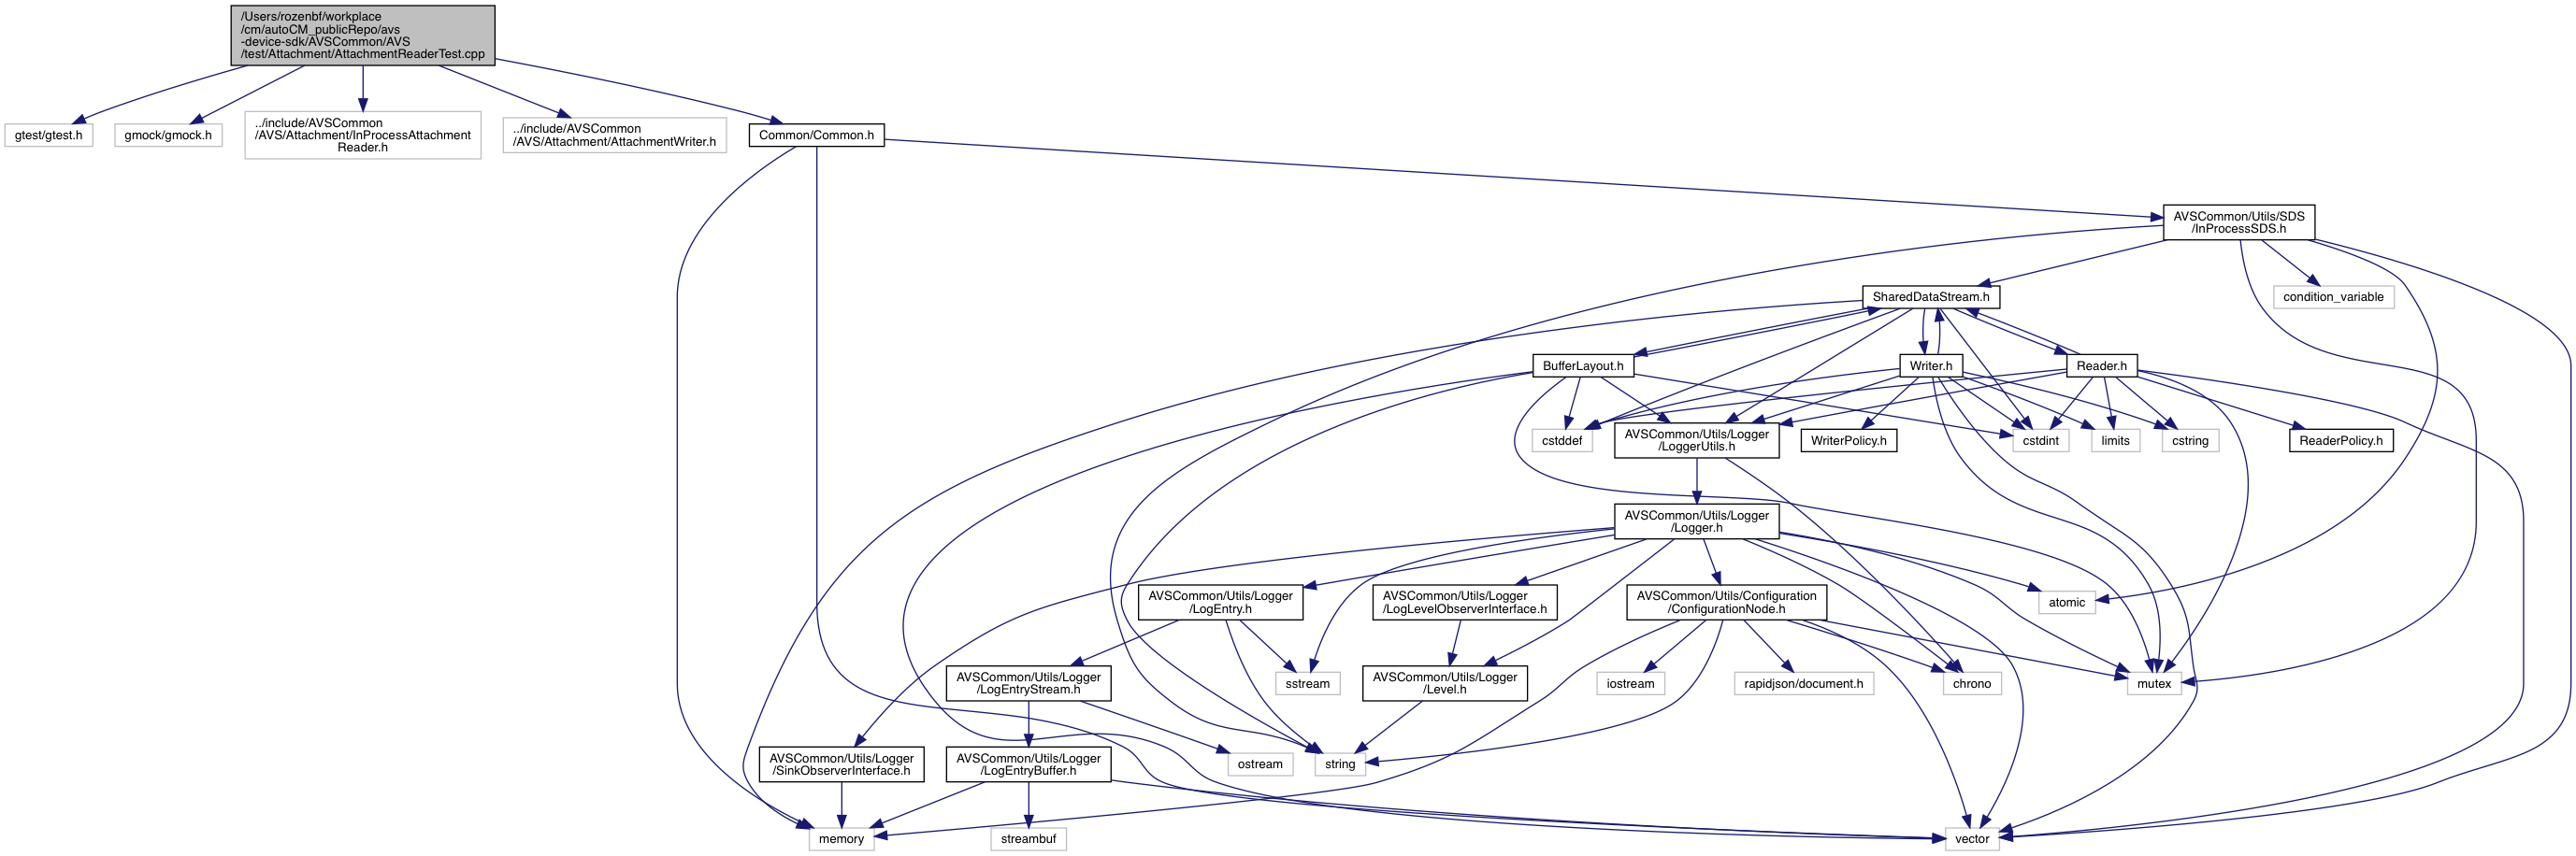 /Users/rozenbf/workplace
/cm/autoCM_publicRepo/avs
-device-sdk/AVSCommon/AVS
/test/Attachment/AttachmentReaderTest.cpp
gtest/gtest.h
gmock/gmock.h
../include/AVSCommon
/AVS/Attachment/InProcessAttachment
Reader.h
../include/AVSCommon
/AVS/Attachment/AttachmentWriter.h
Common/Common.h
AVSCommon/Utils/SDS
/InProcessSDS.h
SharedDataStream.h
condition_variable
BufferLayout.h
Writer.h
Reader.h
cstddef
AVSCommon/Utils/Logger
/LoggerUtils.h
WriterPolicy.h
cstdint
limits
cstring
ReaderPolicy.h
AVSCommon/Utils/Logger
/Logger.h
AVSCommon/Utils/Logger
/LogEntry.h
AVSCommon/Utils/Logger
/LogLevelObserverInterface.h
AVSCommon/Utils/Configuration
/ConfigurationNode.h
atomic
AVSCommon/Utils/Logger
/LogEntryStream.h
sstream
AVSCommon/Utils/Logger
/Level.h
iostream
rapidjson/document.h
chrono
mutex
AVSCommon/Utils/Logger
/SinkObserverInterface.h
AVSCommon/Utils/Logger
/LogEntryBuffer.h
ostream
string
memory
streambuf
vector